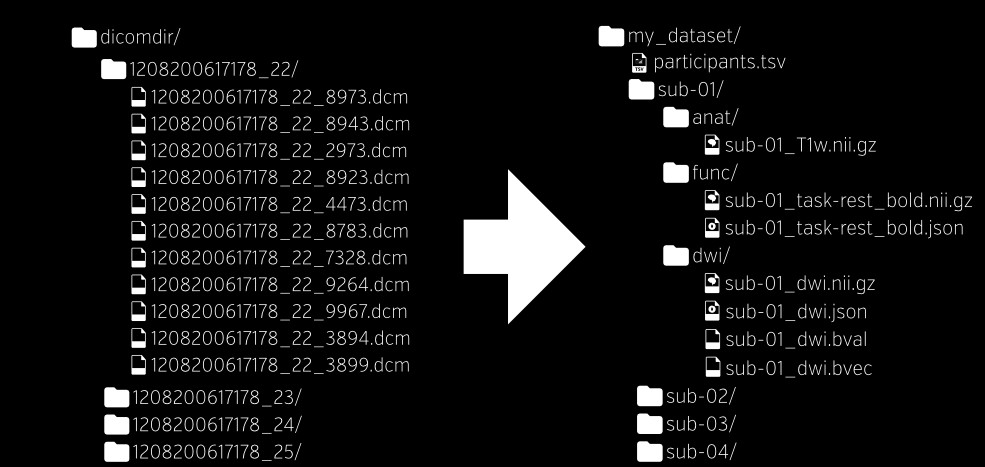 dicomdir/
1208200617178_22/
1208200617178_22_8973.dcm
1208200617178_22_8943.dcm
1208200617178_22_2973.dcm
1208200617178_22_8923.dcm
1208200617178_22_4473.dcm
1208200617178_22_8783.dcm
1208200617178_22_7328.dcm
1208200617178_22_9264.dcm
1208200617178_22_9967.dcm
1208200617178_22_3894.dcm
1208200617178_22_3899.dcm
1208200617178_23/
1208200617178_24/
1208200617178_25/
my_dataset/
TSV
participants.tsv
sub-01/
anat/
sub-01_T1w.nii.gz
func/
sub-01_task-rest_bold.nii.gz
sub-01_task-rest_bold.json
dwi/
sub-01_dwi.nii.gz
sub-01_dwi.json
sub-01_dwi.bval
sub-01_dwi.bvec
sub-02/
sub-03/
sub-04/